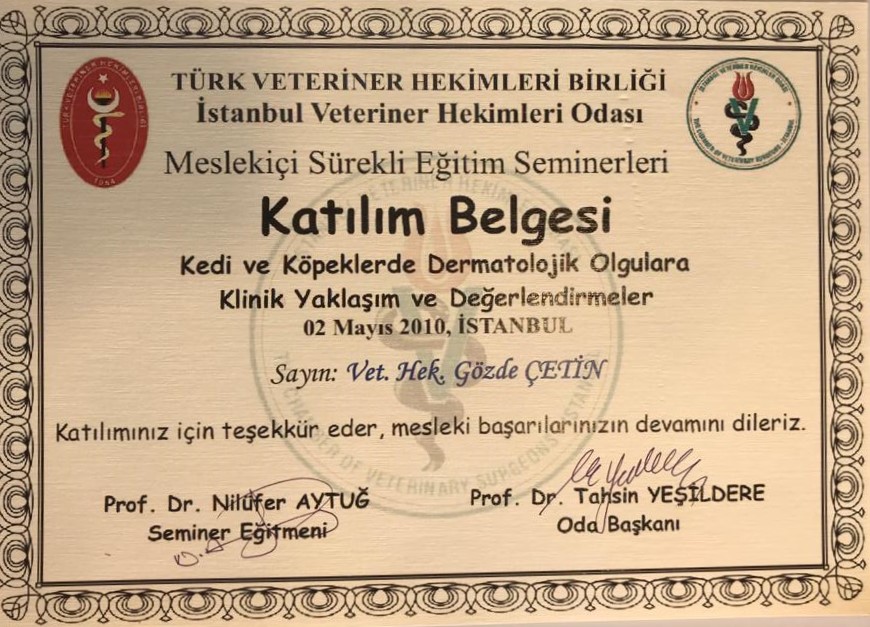 TÜRK VETERİNER HEKİMLERİ BİRLİĞİ
İstanbul Veteriner Hekimleri Odası
Meslekiçi Sürekli Eğitim Seminerleri
Katılım Belgesi
Kedi ve Köpeklerde Dermatolojik Olgulara
Klinik Yaklaşım ve Değerlendirmeler
02 Mayıs 2010, İSTANBUL
Sayın: Vet. Hek. Gözde ÇETİN
Katılımınız için teşekkür eder, mesleki başarılarınızın devamını dileriz.
Prof. Dr. Nilüfer AYTUĞ
Seminer Eğitmeni
Prof. Dr. Tahsin YEŞİLDERE
Oda Başkanı
1954